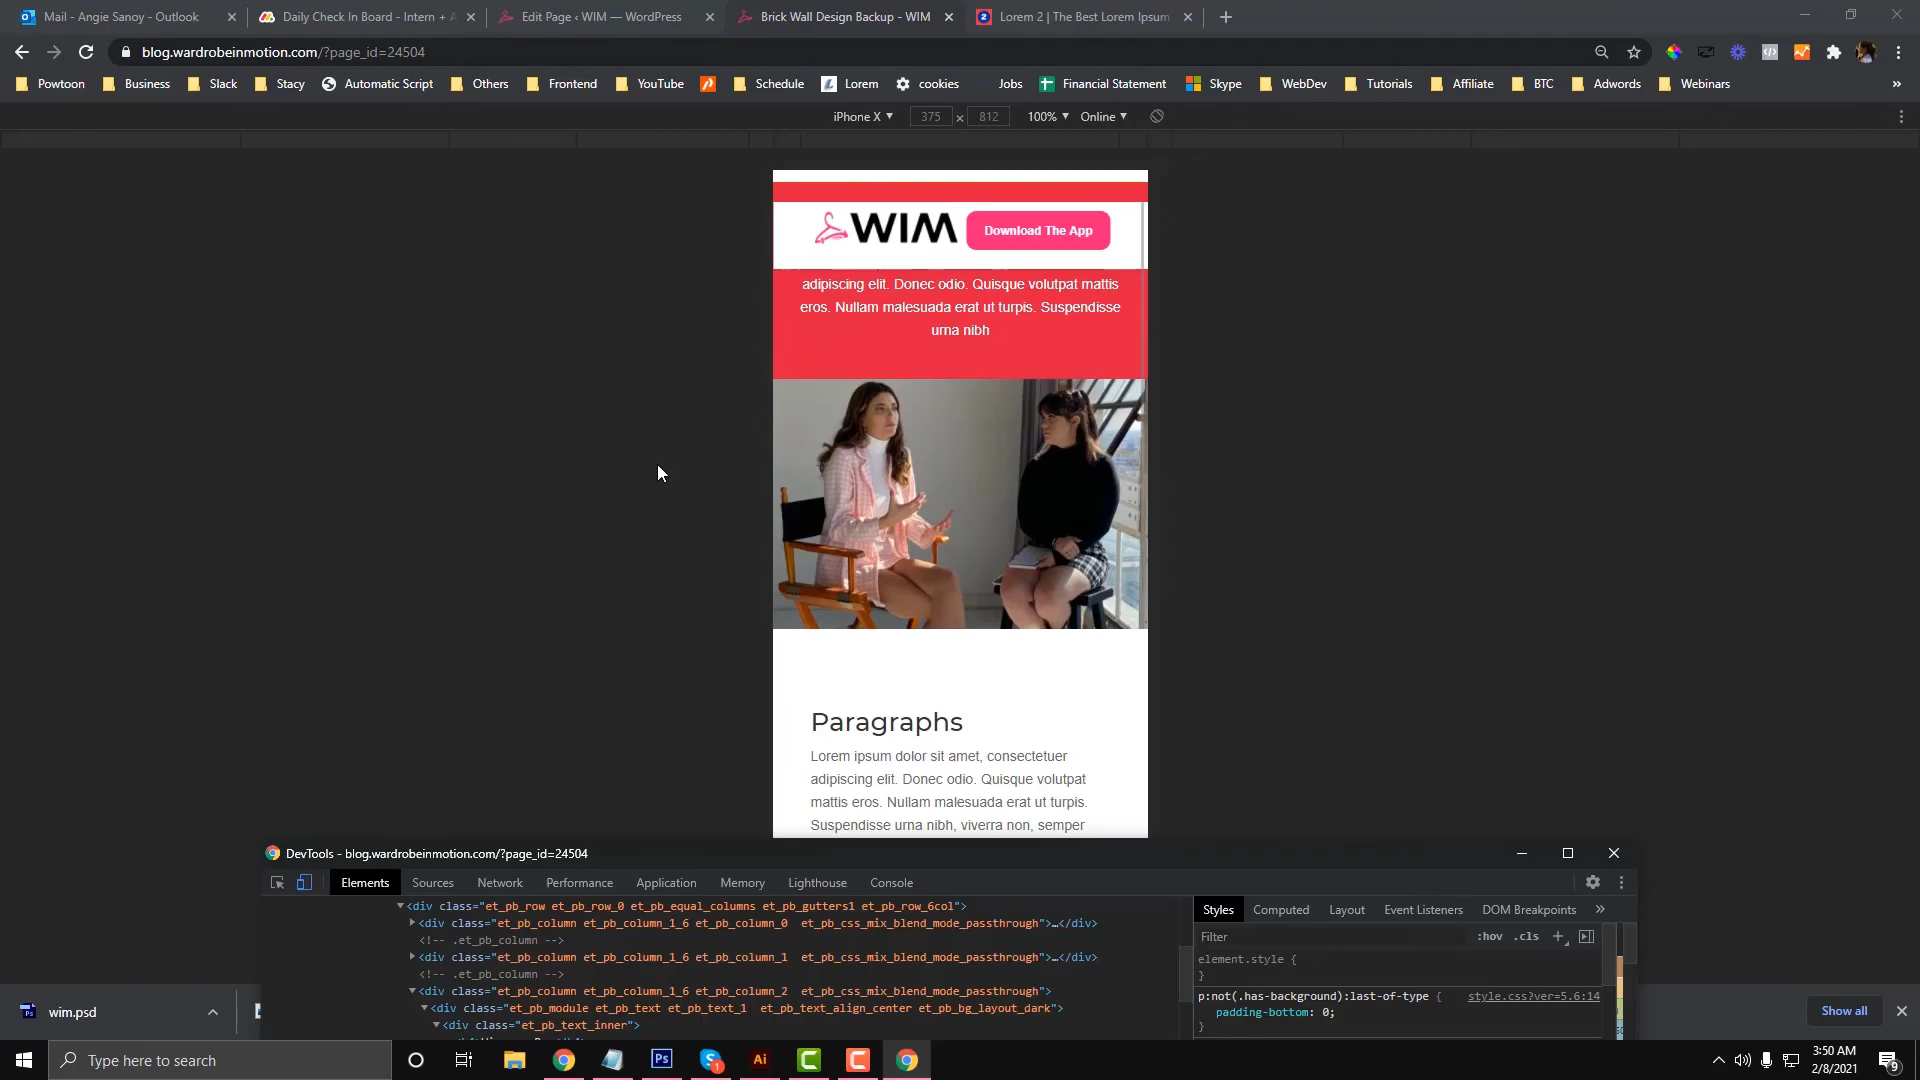 Mail - Angie Sanoy - Outlook
Daily Check In Board - Intern + A
Edit Page ‹ WIM — WordPress
Brick Wall Design Backup - WIM
Lorem 2 | The Best Lorem Ipsum
blog.wardrobeinmotion.com/?page_id=24504
Powtoon Business Slack Stacy Automatic Script Others Frontend YouTube Schedule Lorem cookies Jobs Financial Statement Skype WebDev Tutorials Affiliate BTC Adwords Webinars »
iPhone X ▼ 375 × 812 100% ▼ Online ▼
WIM Download The App
adipiscing elit. Donec odio. Quisque volutpat mattis
eros. Nullam malesuada erat ut turpis. Suspendisse
urna nibh
Paragraphs
Lorem ipsum dolor sit amet, consectetuer
adipiscing elit. Donec odio. Quisque volutpat
mattis eros. Nullam malesuada erat ut turpis.
Suspendisse urna nibh, viverra non, semper
DevTools - blog.wardrobeinmotion.com/?page_id=24504
Elements Sources Network Performance Application Memory Lighthouse Console
<div class="et_pb_row et_pb_row_0 et_pb_equal_columns et_pb_gutters1 et_pb_row_6col">
<div class="et_pb_column et_pb_column_1_6 et_pb_column_0  et_pb_css_mix_blend_mode_passthrough">…</div>
<!-- .et_pb_column -->
<div class="et_pb_column et_pb_column_1_6 et_pb_column_1  et_pb_css_mix_blend_mode_passthrough">…</div>
<!-- .et_pb_column -->
<div class="et_pb_column et_pb_column_1_6 et_pb_column_2  et_pb_css_mix_blend_mode_passthrough">
<div class="et_pb_module et_pb_text et_pb_text_1  et_pb_text_align_center et_pb_bg_layout_dark">
<div class="et_pb_text_inner">
Styles Computed Layout Event Listeners DOM Breakpoints »
Filter :hov .cls +
element.style {
}
p:not(.has-background):last-of-type { style.css?ver=5.6:14
padding-bottom: 0;
}
wim.psd
Show all
Type here to search
Ps
Ai
1
3:50 AM
2/8/2021
9